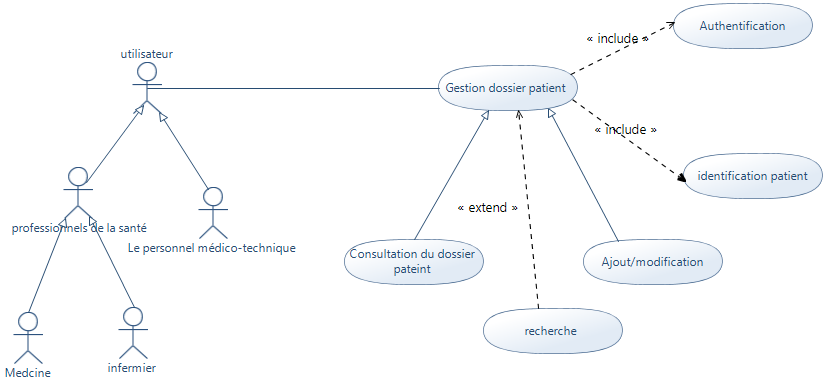 Authentification
« include »
utilisateur
Gestion dossier patient
« include »
identification patient
« extend »
professionnels de la santé
Le personnel médico-technique
Consultation du dossier
pateint
Ajout/modification
recherche
Medcine
infermier